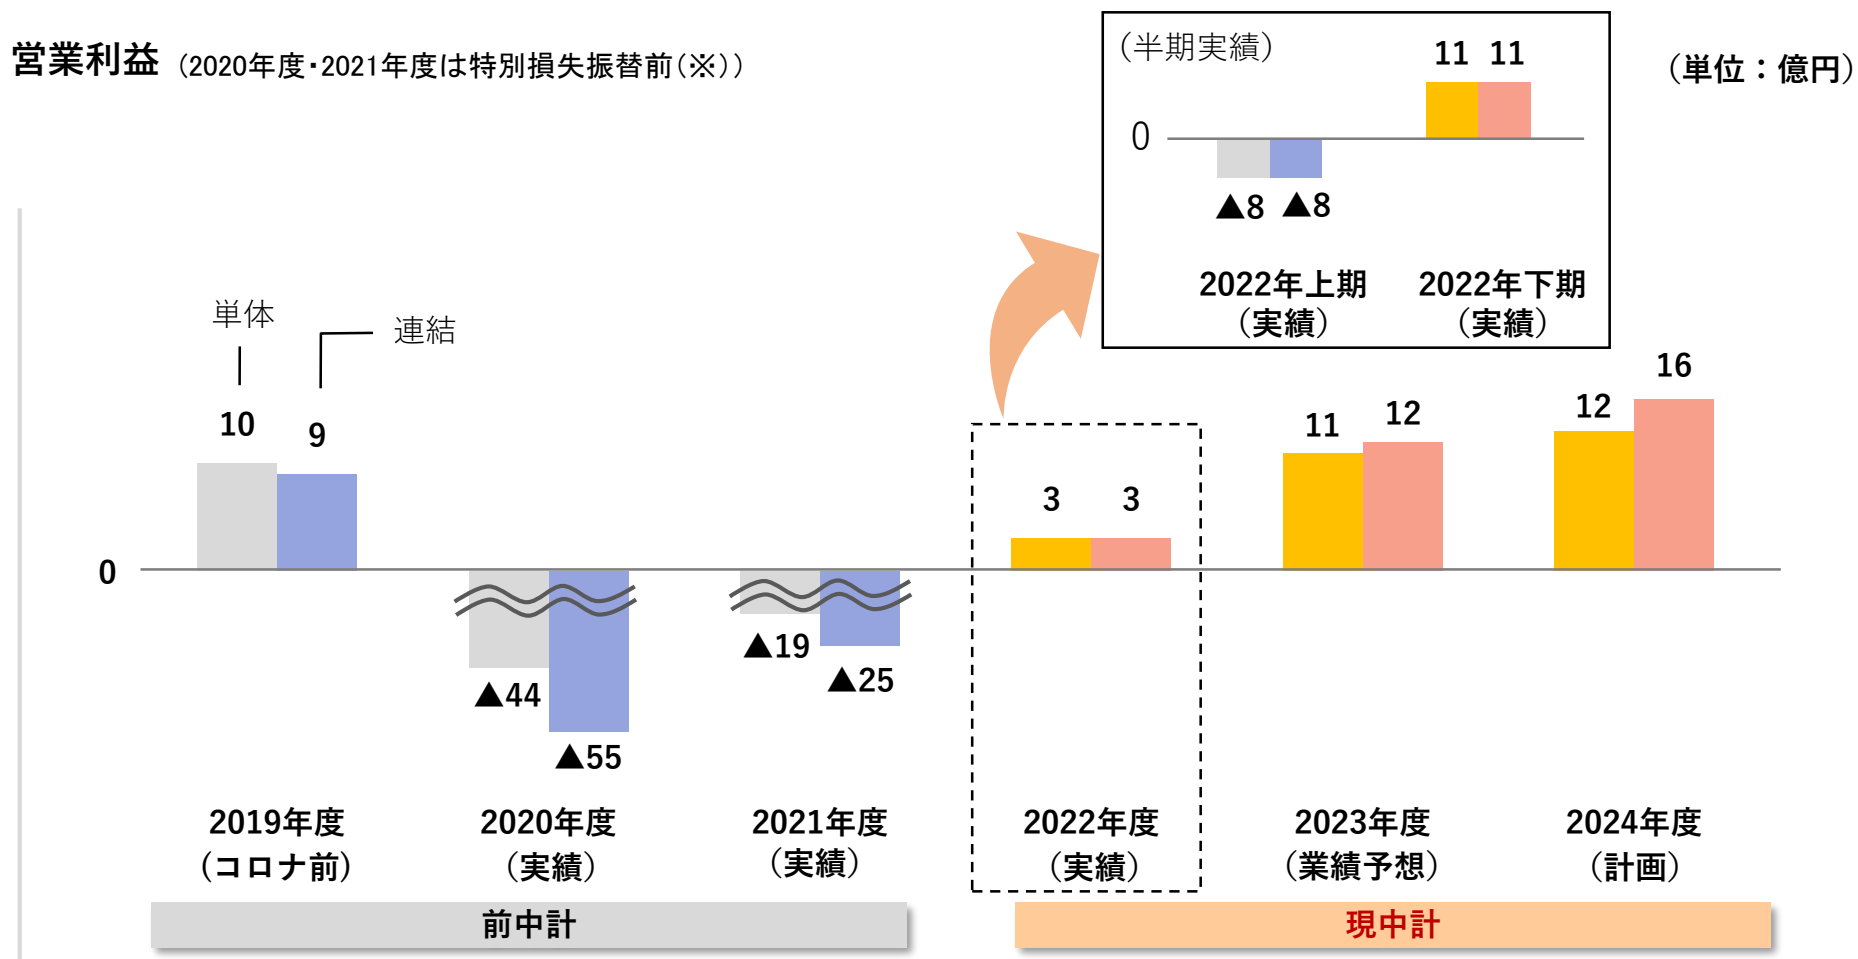 営業利益 (2020年度・2021年度は特別損失振替前(※))
(単位：億円)
(半期実績)
11 11
0
▲8 ▲8
2022年上期 2022年下期
(実績) (実績)
単体
連結
10 9
3 3
11 12
12 16
0
▲44 ▲55
▲19 ▲25
2019年度 2020年度 2021年度 2022年度 2023年度 2024年度
(コロナ前) (実績) (実績) (実績) (業績予想) (計画)
前中計 現中計